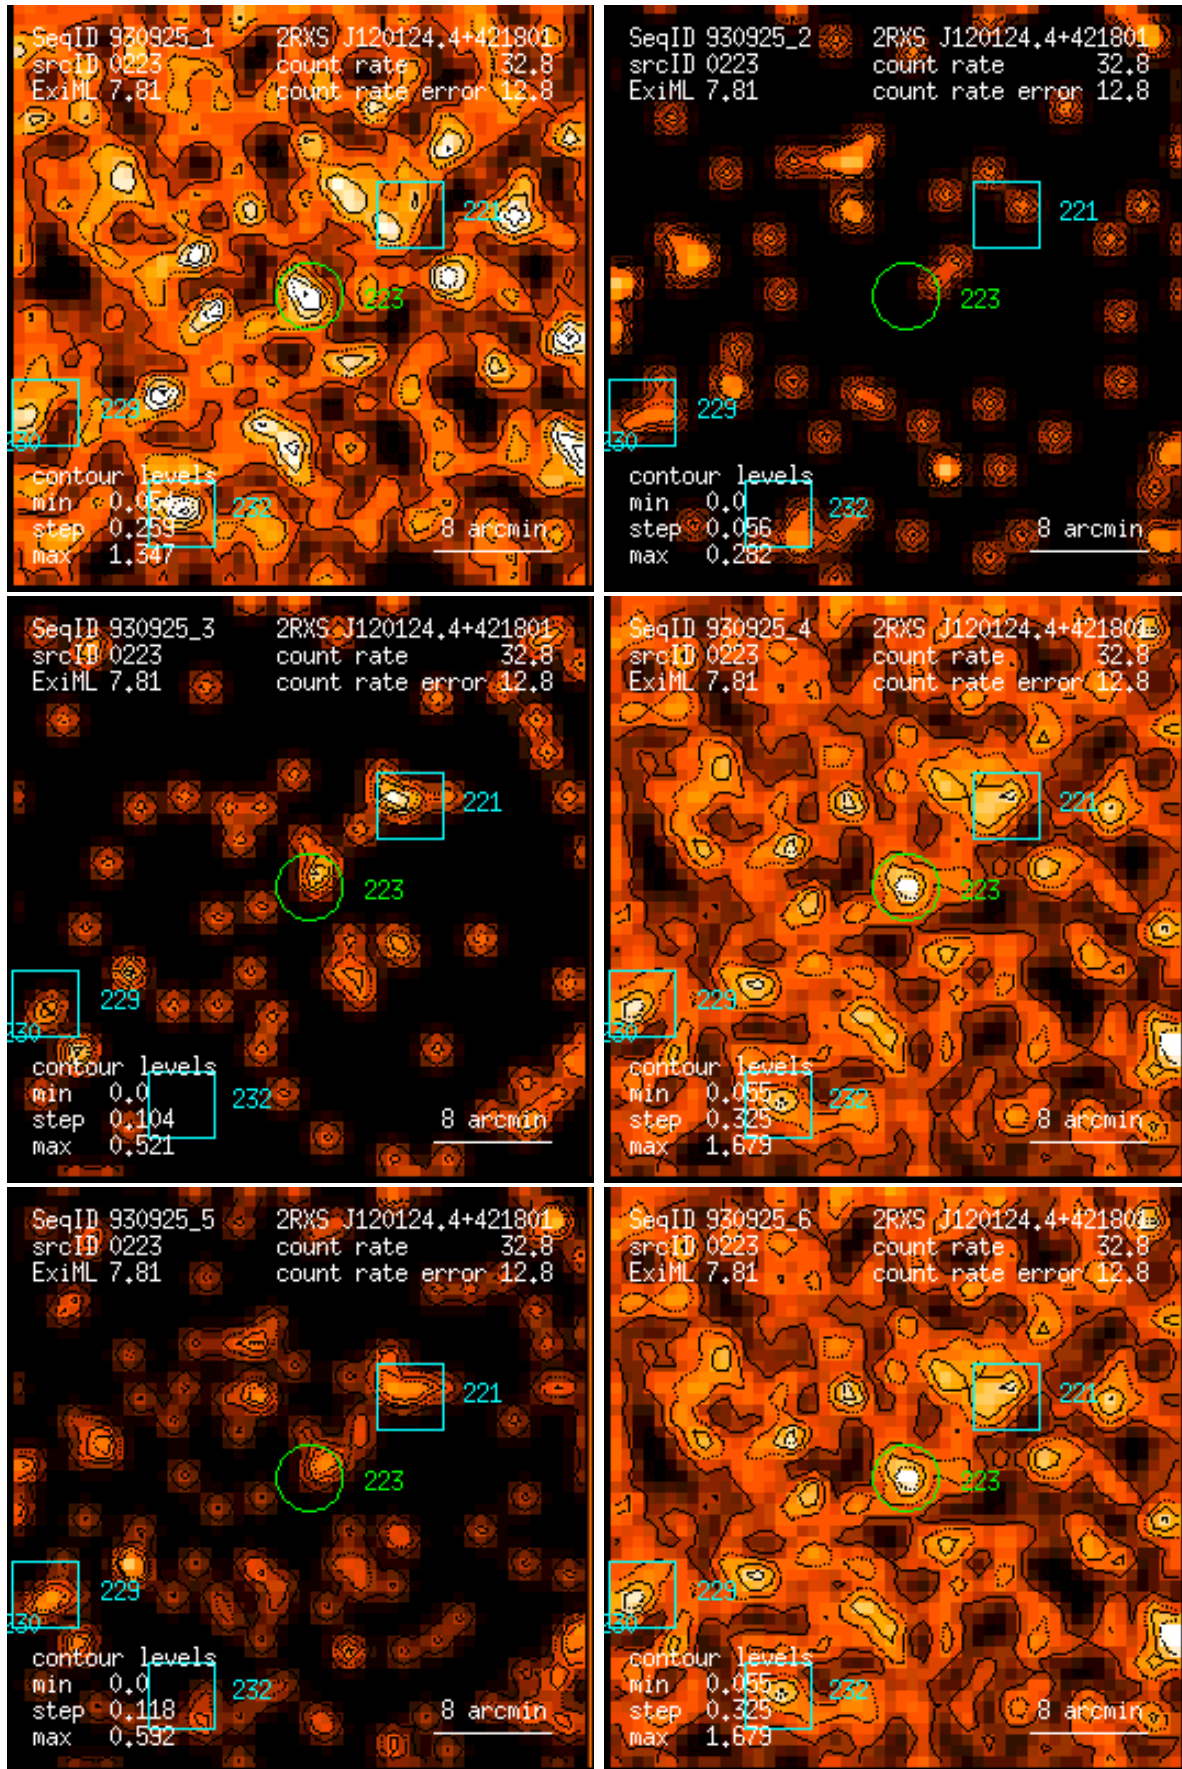 SeqID 930925_1 2RXS J120124.4+421801
srcID 0223 count rate 32.8
ExiML 7.81 count rate error 12.8
221
223
229
230
contour levels
min 0.054
232
step 0.259 8 arcmin
max 1.347
SeqID 930925_2 2RXS J120124.4+421801
srcID 0223 count rate 32.8
ExiML 7.81 count rate error 12.8
221
223
229
230
contour levels
min 0.0
232
step 0.056 8 arcmin
max 0.282
SeqID 930925_3 2RXS J120124.4+421801
srcID 0223 count rate 32.8
ExiML 7.81 count rate error 12.8
221
223
229
230
contour levels
min 0.0
232
step 0.104 8 arcmin
max 0.521
SeqID 930925_4 2RXS J120124.4+421801
srcID 0223 count rate 32.8
ExiML 7.81 count rate error 12.8
221
223
229
230
contour levels
min 0.055
232
step 0.325 8 arcmin
max 1.679
SeqID 930925_5 2RXS J120124.4+421801
srcID 0223 count rate 32.8
ExiML 7.81 count rate error 12.8
221
223
229
230
contour levels
min 0.0
232
step 0.118 8 arcmin
max 0.592
SeqID 930925_6 2RXS J120124.4+421801
srcID 0223 count rate 32.8
ExiML 7.81 count rate error 12.8
221
223
229
230
contour levels
min 0.055
232
step 0.325 8 arcmin
max 1.679